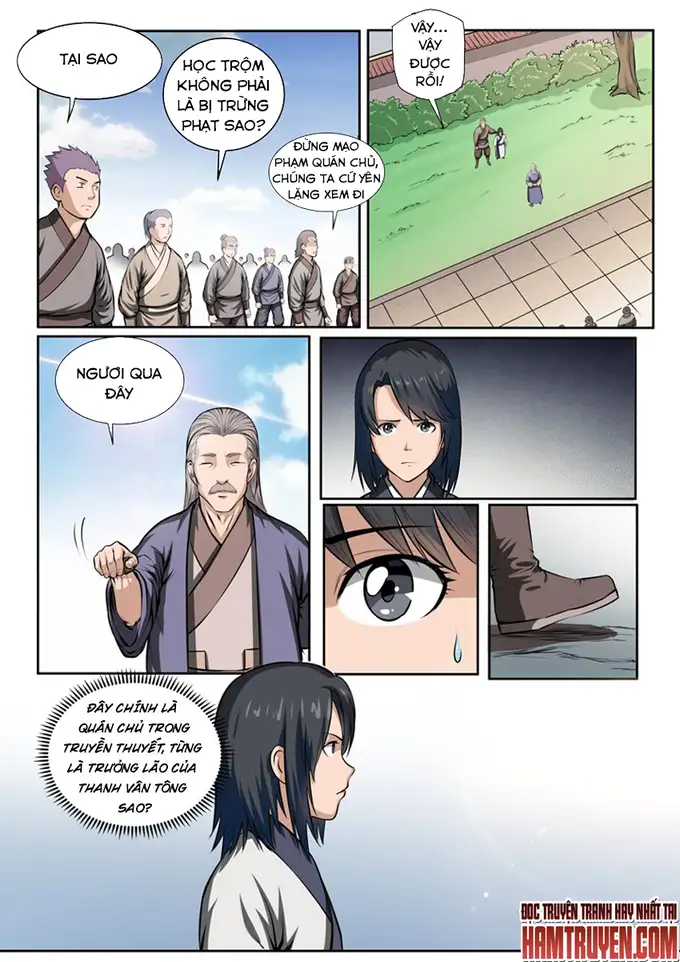 TẠI SAO
HỌC TRỘM
KHÔNG PHẢI
LÀ BỊ TRỪNG
PHẠT SAO?
ĐỪNG MẠO
PHẠM QUÁN CHỦ,
CHÚNG TA CỨ YÊN
LẶNG XEM ĐI
VẬY...
VẬY
ĐƯỢC
RỒI!
NGƯƠI QUA
ĐÂY
ĐÂY CHÍNH LÀ
QUÁN CHỦ TRONG
TRUYỀN THUYẾT, TỪNG
LÀ TRƯỞNG LÃO CỦA
THANH VÂN TÔNG
SAO?
ĐỌC TRUYỆN TRANH HAY NHẤT TẠI
HAMTRUYEN.COM